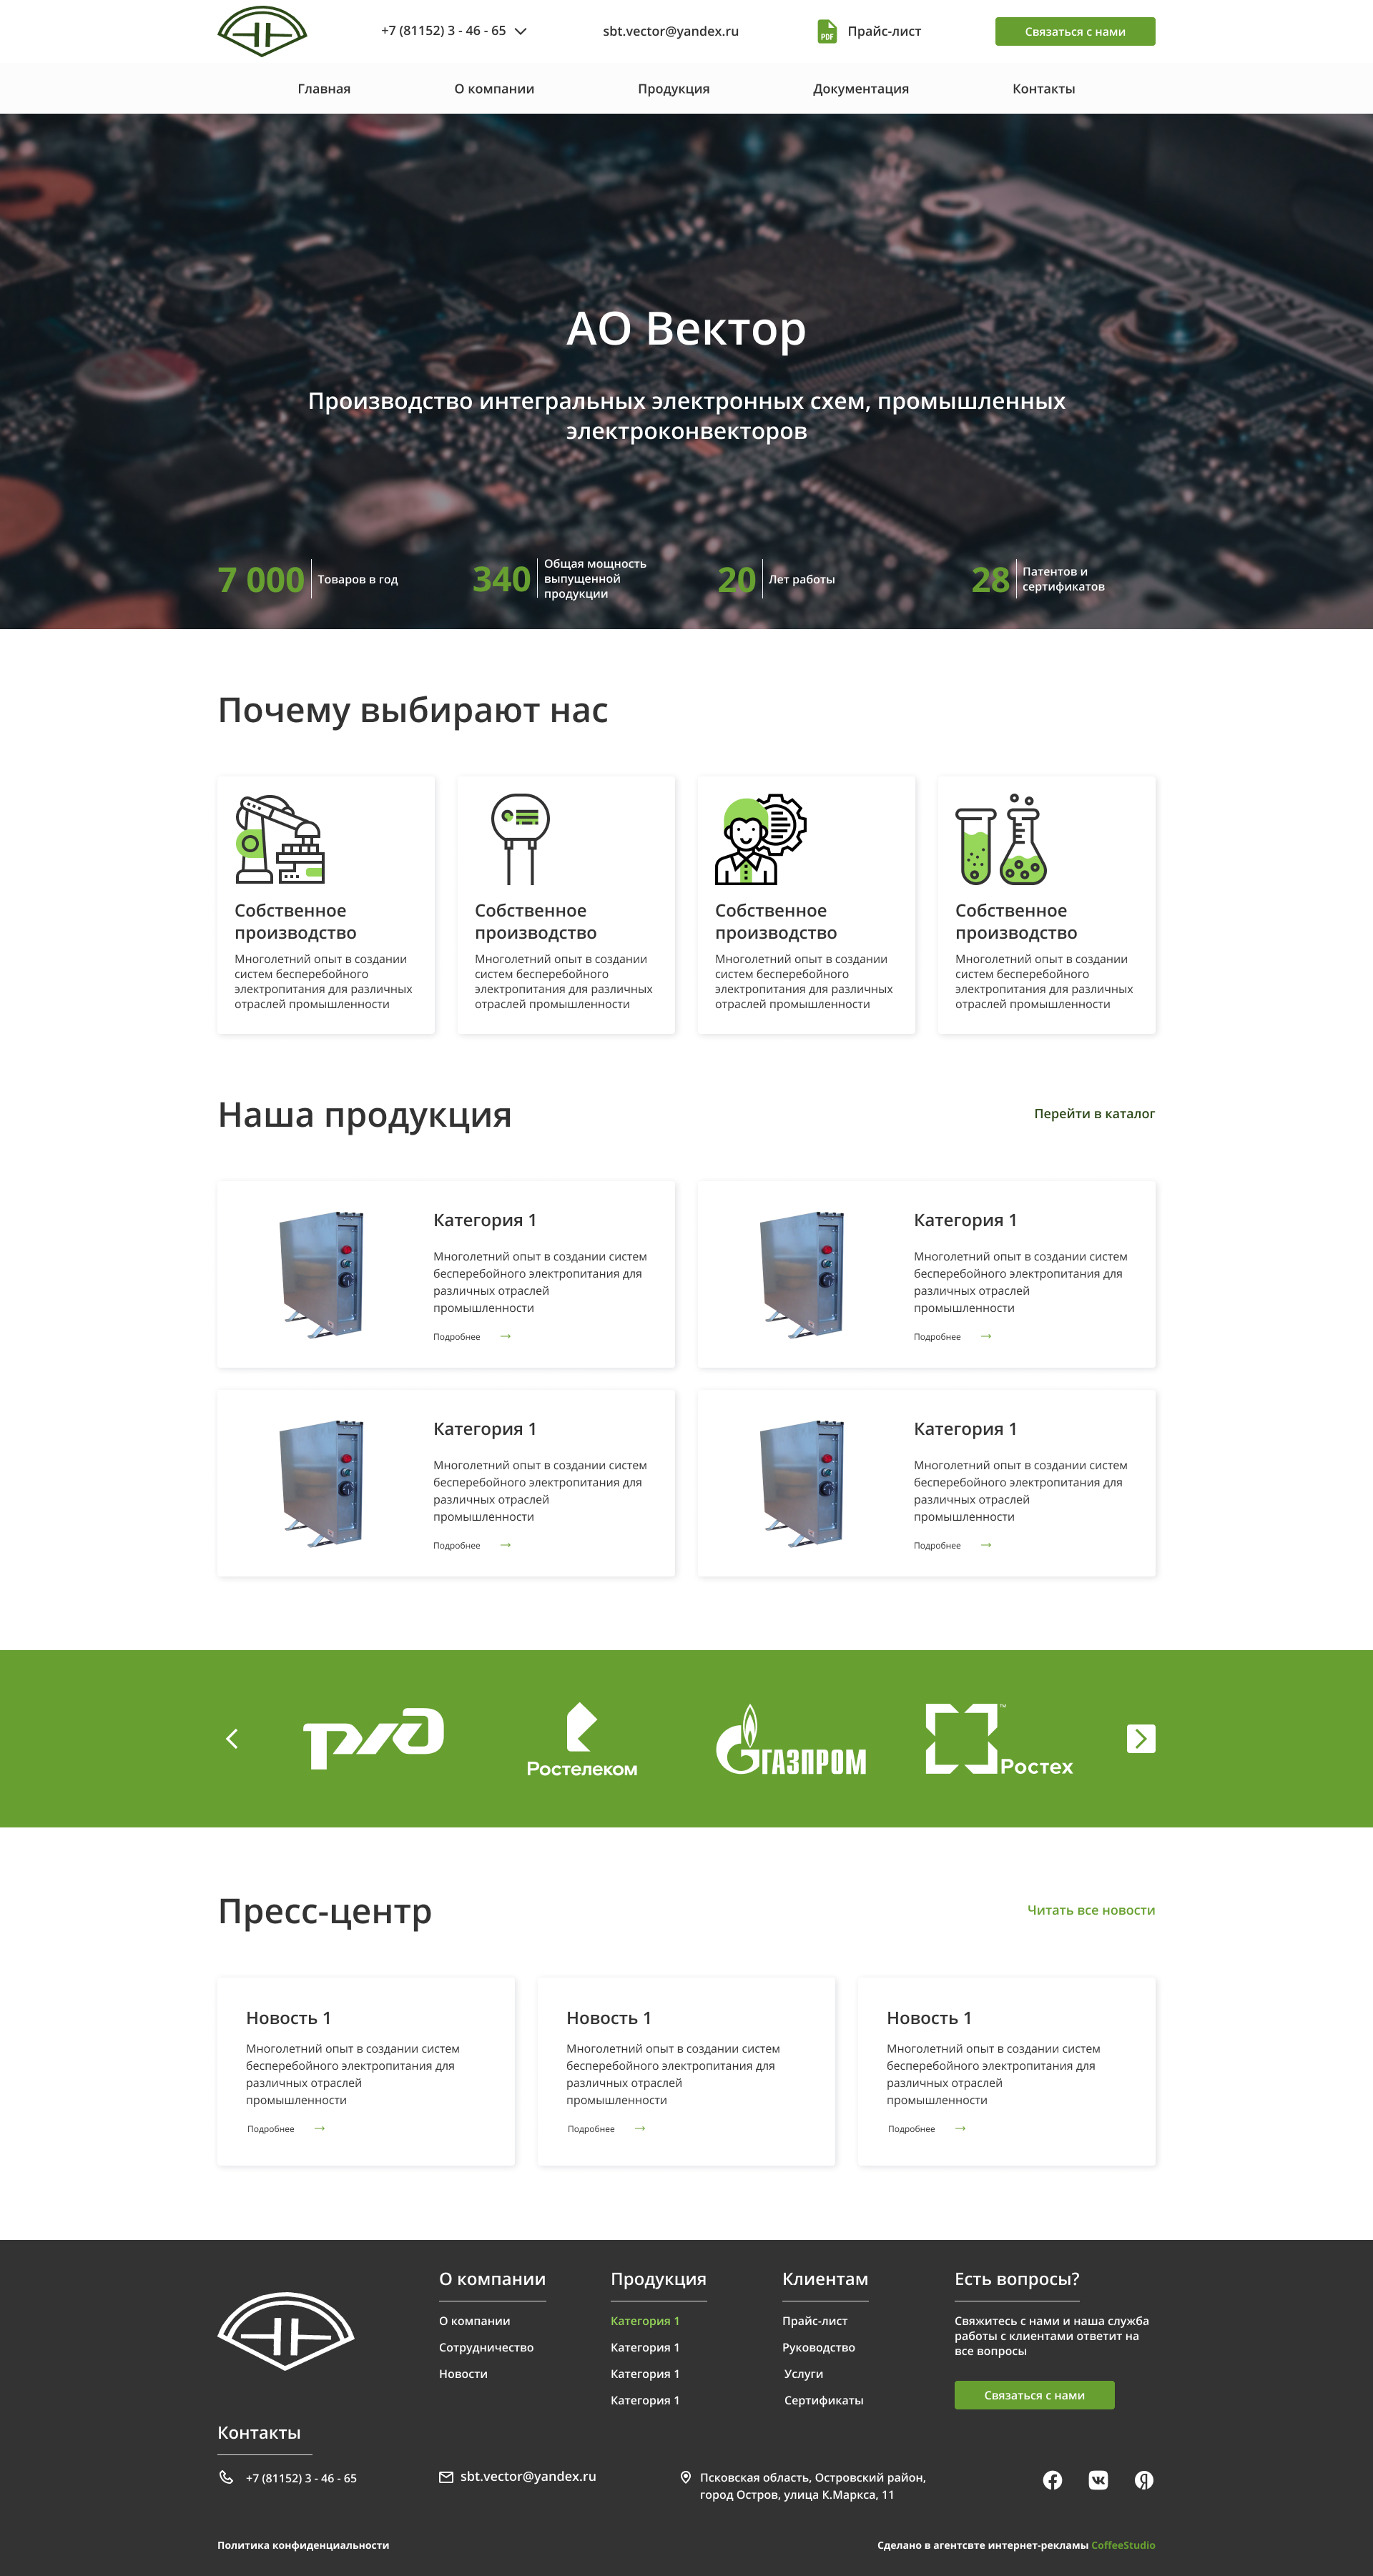 +7 (81152) 3 - 46 - 65
sbt.vector@yandex.ru
PDF
Прайс-лист
Связаться с нами
Главная
О компании
Продукция
Документация
Контакты
АО Вектор
Производство интегральных электронных схем, промышленных
электроконвекторов
7 000
Товаров в год
340
Общая мощность
выпущенной
продукции
20
Лет работы
28
Патентов и
сертификатов
Почему выбирают нас
Собственное
производство
Многолетний опыт в создании
систем бесперебойного
электропитания для различных
отраслей промышленности
Собственное
производство
Многолетний опыт в создании
систем бесперебойного
электропитания для различных
отраслей промышленности
Собственное
производство
Многолетний опыт в создании
систем бесперебойного
электропитания для различных
отраслей промышленности
Собственное
производство
Многолетний опыт в создании
систем бесперебойного
электропитания для различных
отраслей промышленности
Наша продукция
Перейти в каталог
Категория 1
Многолетний опыт в создании систем
бесперебойного электропитания для
различных отраслей
промышленности
Подробнее
Категория 1
Многолетний опыт в создании систем
бесперебойного электропитания для
различных отраслей
промышленности
Подробнее
Категория 1
Многолетний опыт в создании систем
бесперебойного электропитания для
различных отраслей
промышленности
Подробнее
Категория 1
Многолетний опыт в создании систем
бесперебойного электропитания для
различных отраслей
промышленности
Подробнее
ржд
Ростелеком
ГАЗПРОМ
Ростех
™
Пресс-центр
Читать все новости
Новость 1
Многолетний опыт в создании систем
бесперебойного электропитания для
различных отраслей
промышленности
Подробнее
Новость 1
Многолетний опыт в создании систем
бесперебойного электропитания для
различных отраслей
промышленности
Подробнее
Новость 1
Многолетний опыт в создании систем
бесперебойного электропитания для
различных отраслей
промышленности
Подробнее
О компании
О компании
Сотрудничество
Новости
Продукция
Категория 1
Категория 1
Категория 1
Категория 1
Клиентам
Прайс-лист
Руководство
Услуги
Сертификаты
Есть вопросы?
Свяжитесь с нами и наша служба
работы с клиентами ответит на
все вопросы
Связаться с нами
Контакты
+7 (81152) 3 - 46 - 65
sbt.vector@yandex.ru
Псковская область, Островский район,
город Остров, улица К.Маркса, 11
Политика конфиденциальности
Сделано в агентсвте интернет-рекламы CoffeeStudio